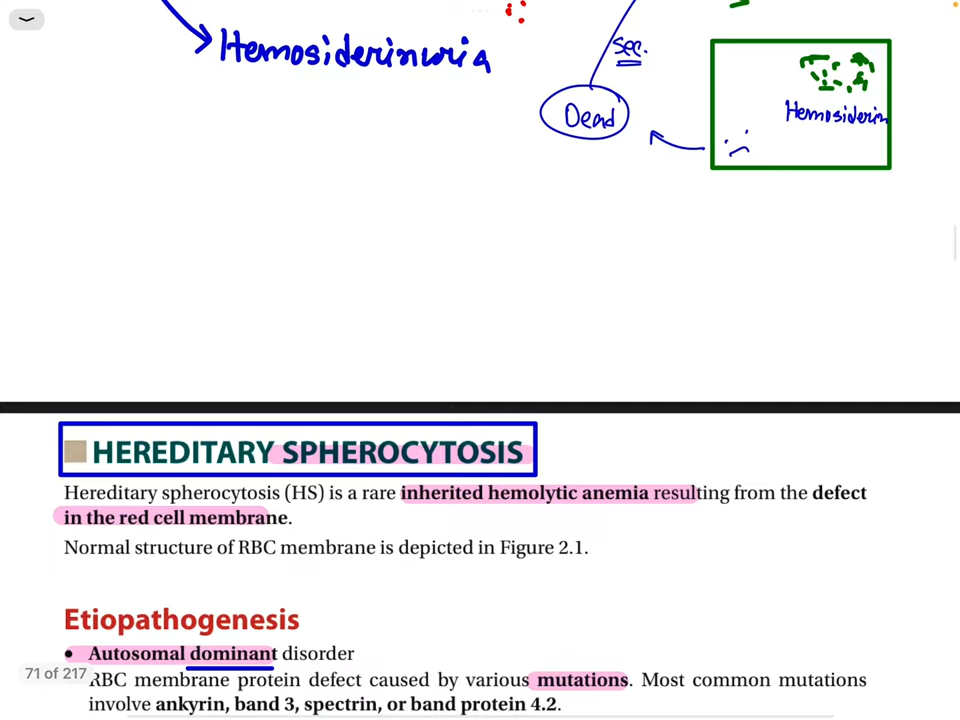 Hemosiderinuria
sec.
Dead
Hemosiderin
HEREDITARY SPHEROCYTOSIS
Hereditary spherocytosis (HS) is a rare inherited hemolytic anemia resulting from the defect
in the red cell membrane.
Normal structure of RBC membrane is depicted in Figure 2.1.
Etiopathogenesis
• Autosomal dominant disorder
71 of 217
RBC membrane protein defect caused by various mutations. Most common mutations
involve ankyrin, band 3, spectrin, or band protein 4.2.